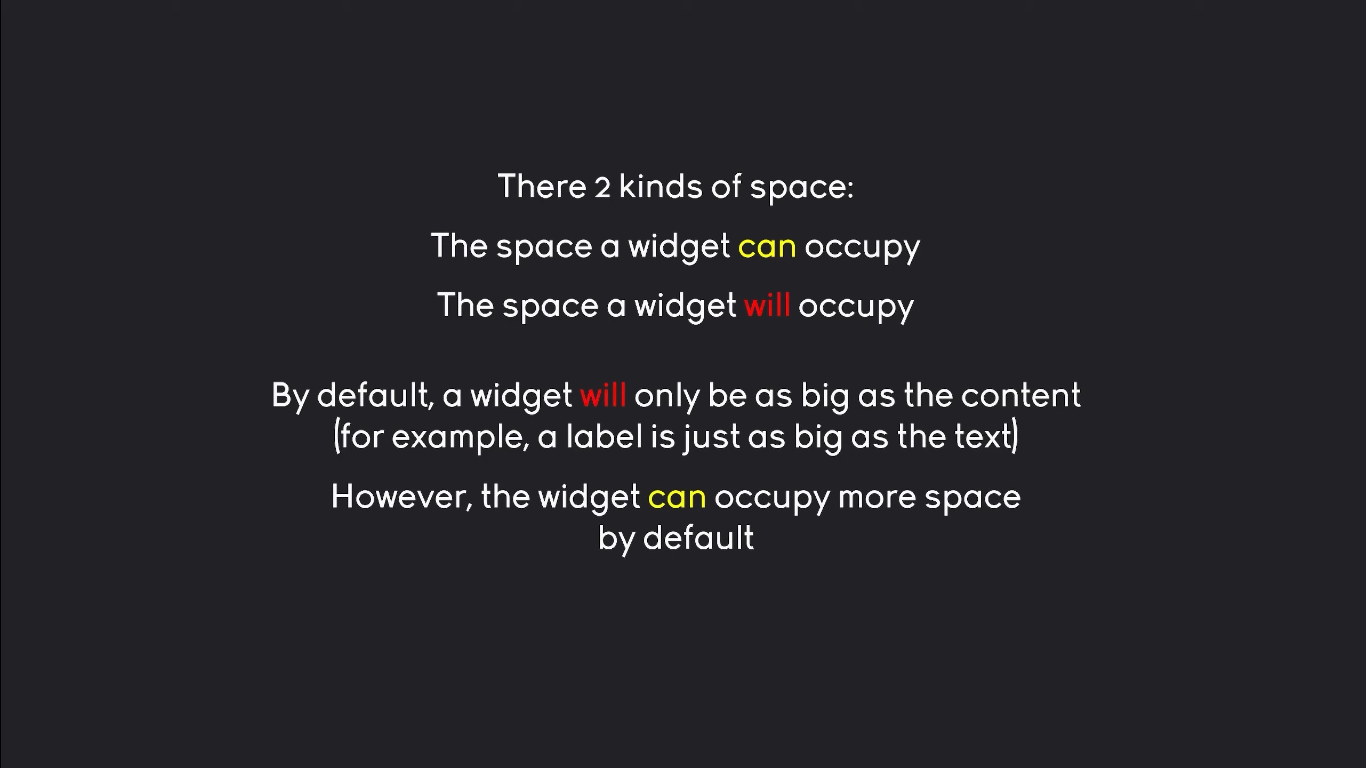 There 2 kinds of space:
The space a widget can occupy
The space a widget will occupy
By default, a widget will only be as big as the content
(for example, a label is just as big as the text)
However, the widget can occupy more space
by default